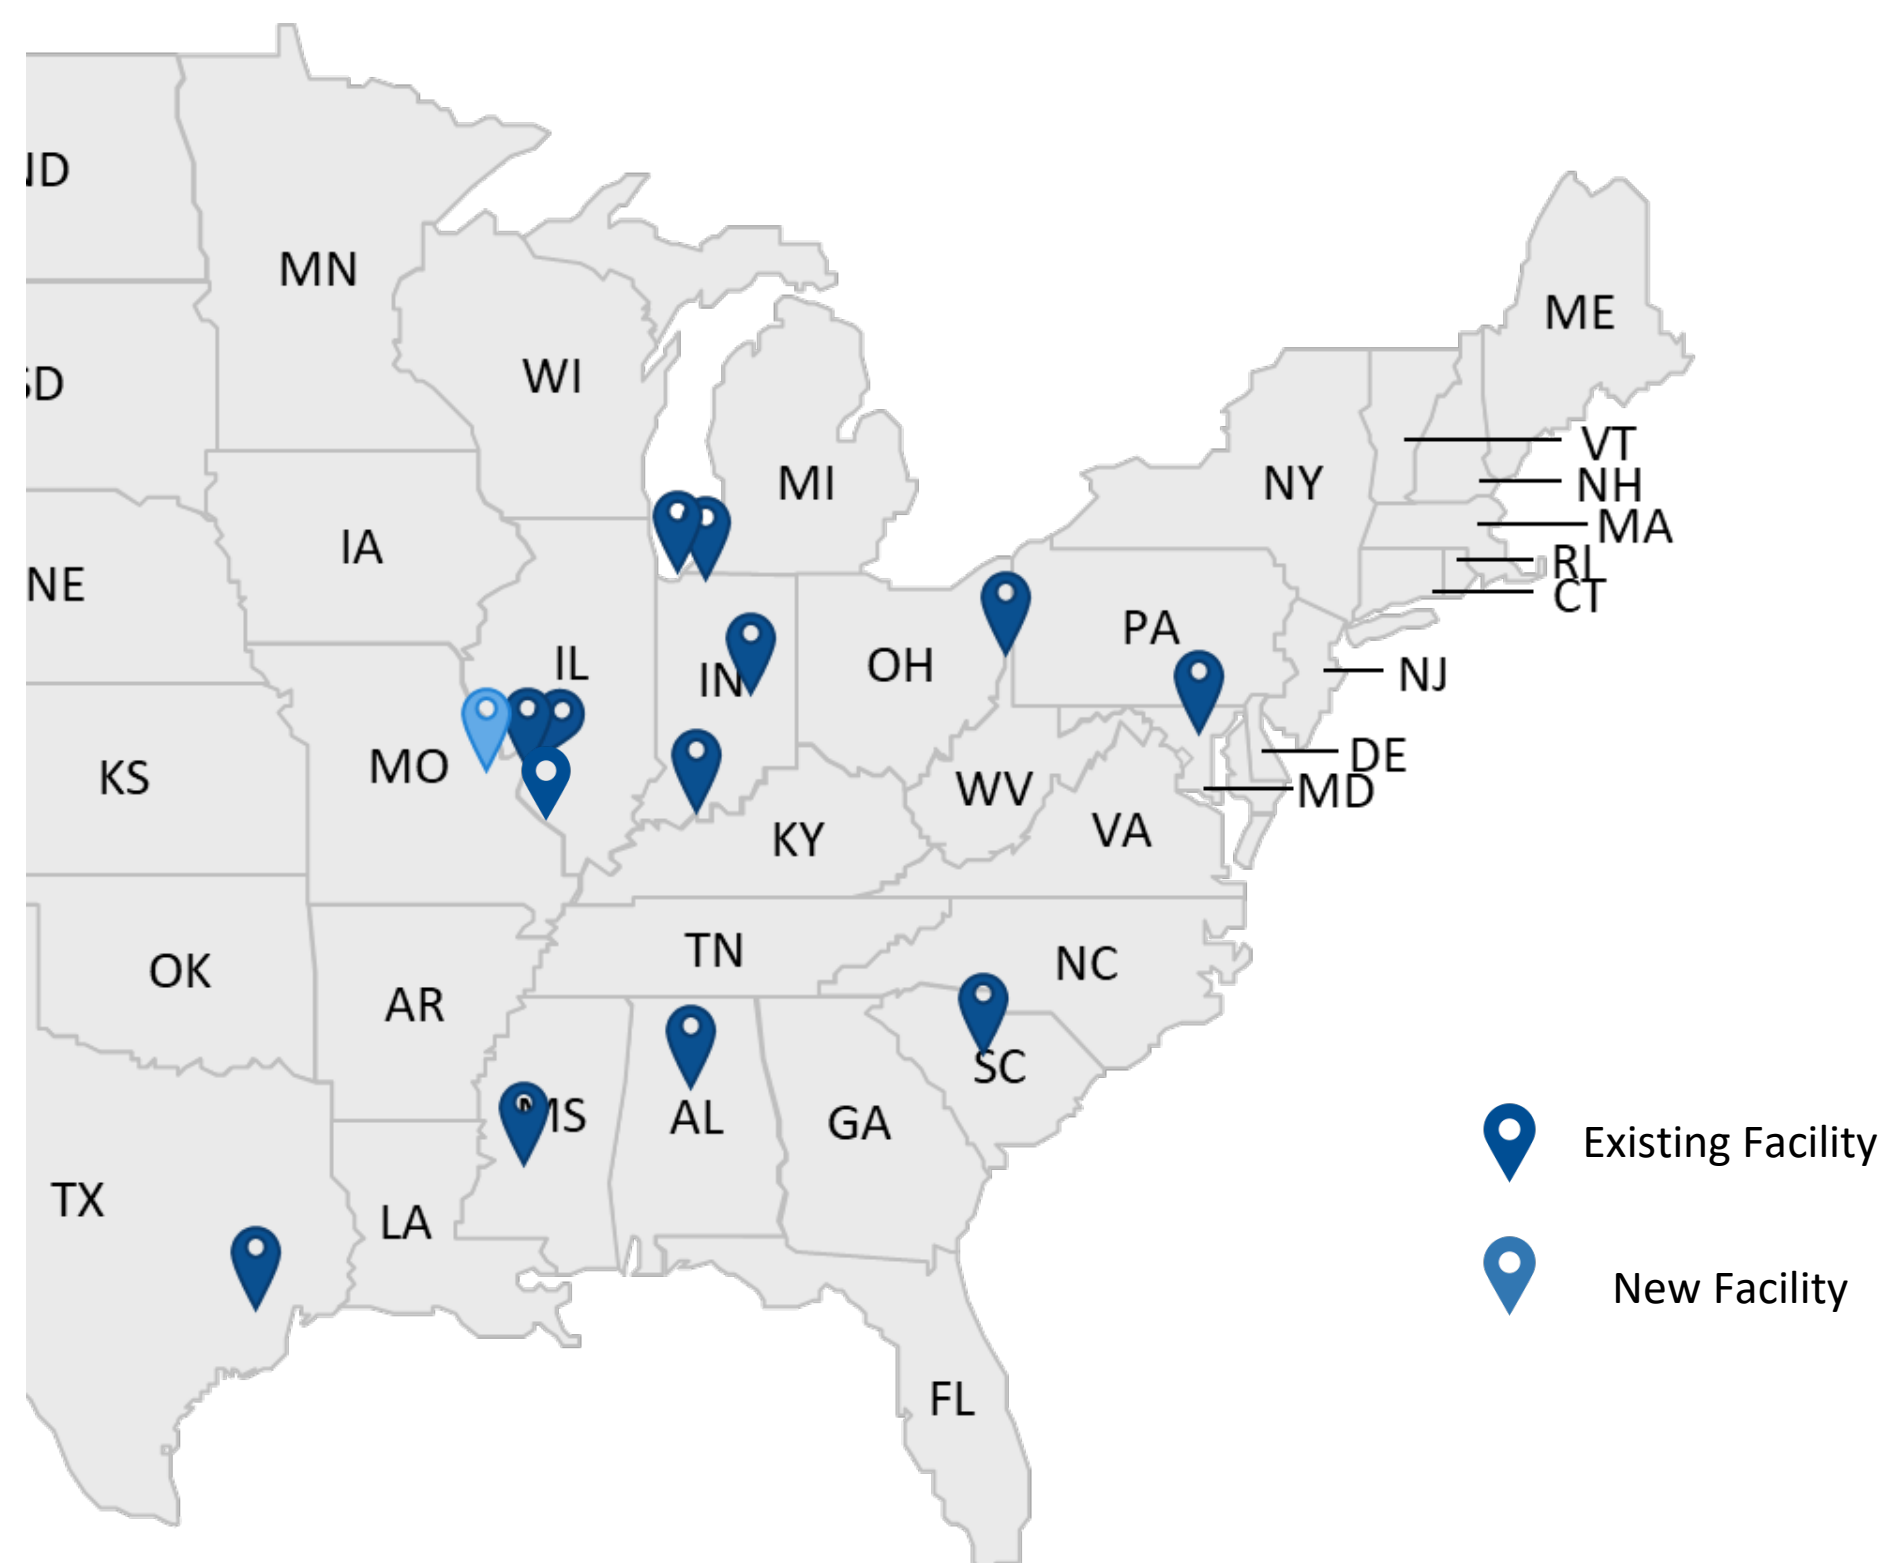 ND
MN
ME
SD
WI
VT
MI
NY
NH
MA
IA
RI
CT
NE
PA
IL
OH
IN
NJ
MO
KS
DE
WV
MD
VA
KY
TN
NC
OK
AR
SC
MS
AL
GA
Existing Facility
TX
LA
New Facility
FL